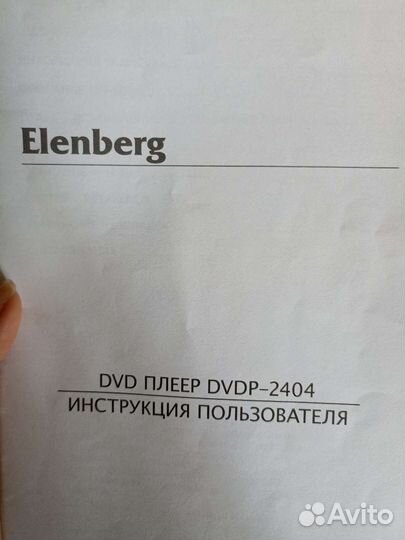 Elenberg
DVD ПЛЕЕР DVDP-2404
ИНСТРУКЦИЯ ПОЛЬЗОВАТЕЛЯ
Avito